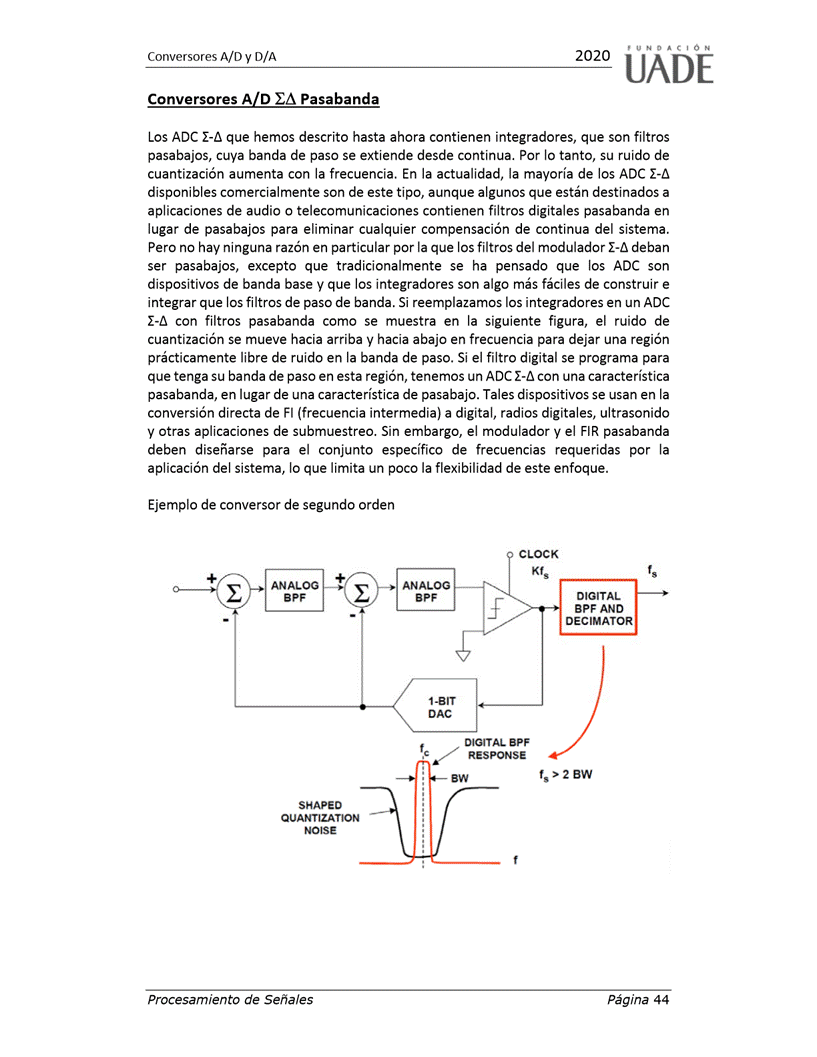 Conversores A/D y D/A
2020
FUNDACIÓN
UADE
Conversores A/D ΣΔ Pasabanda
Los ADC Σ-Δ que hemos descrito hasta ahora contienen integradores, que son filtros
pasabajos, cuya banda de paso se extiende desde continua. Por lo tanto, su ruido de
cuantización aumenta con la frecuencia. En la actualidad, la mayoría de los ADC Σ-Δ
disponibles comercialmente son de este tipo, aunque algunos que están destinados a
aplicaciones de audio o telecomunicaciones contienen filtros digitales pasabanda en
lugar de pasabajos para eliminar cualquier compensación de continua del sistema.
Pero no hay ninguna razón en particular por la que los filtros del modulador Σ-Δ deban
ser pasabajos, excepto que tradicionalmente se ha pensado que los ADC son
dispositivos de banda base y que los integradores son algo más fáciles de construir e
integrar que los filtros de paso de banda. Si reemplazamos los integradores en un ADC
Σ-Δ con filtros pasabanda como se muestra en la siguiente figura, el ruido de
cuantización se mueve hacia arriba y hacia abajo en frecuencia para dejar una región
prácticamente libre de ruido en la banda de paso. Si el filtro digital se programa para
que tenga su banda de paso en esta región, tenemos un ADC Σ-Δ con una característica
pasabanda, en lugar de una característica de pasabajo. Tales dispositivos se usan en la
conversión directa de FI (frecuencia intermedia) a digital, radios digitales, ultrasonido
y otras aplicaciones de submuestreo. Sin embargo, el modulador y el FIR pasabanda
deben diseñarse para el conjunto específico de frecuencias requeridas por la
aplicación del sistema, lo que limita un poco la flexibilidad de este enfoque.
Ejemplo de conversor de segundo orden
CLOCK
Kfs
fs
+
Σ
-
ANALOG
BPF
+
Σ
-
ANALOG
BPF
DIGITAL
BPF AND
DECIMATOR
1-BIT
DAC
fc
DIGITAL BPF
RESPONSE
BW
fs > 2 BW
SHAPED
QUANTIZATION
NOISE
f
Procesamiento de Señales
Página 44